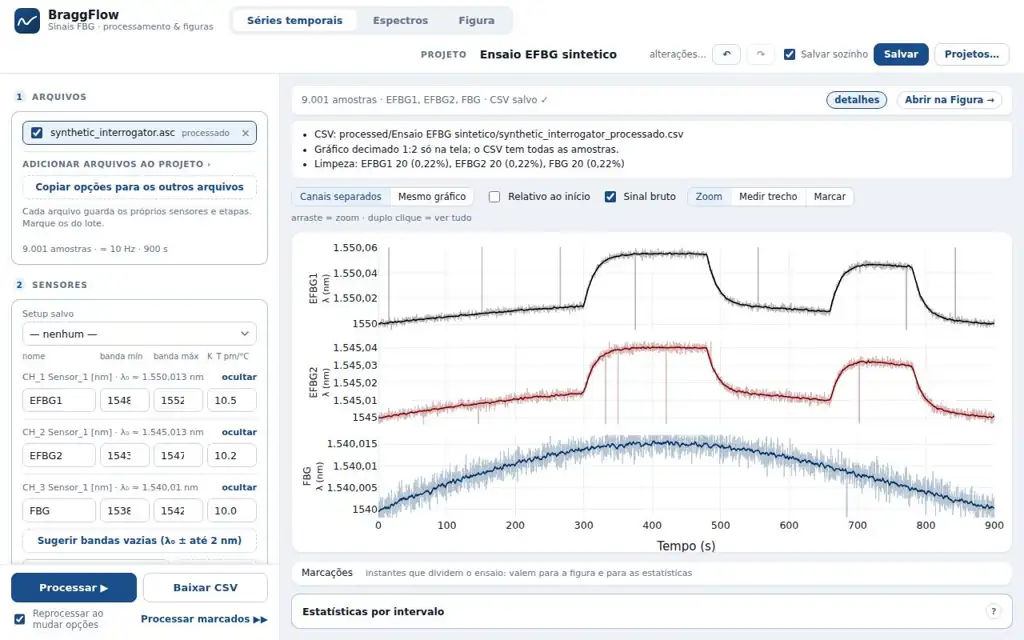 BraggFlow
Sinais FBG · processamento & figuras
Séries temporais
Espectros
Figura
PROJETO
Ensaio EFBG sintetico
alterações...
↶
↷
Salvar sozinho
Salvar
Projetos...
1 ARQUIVOS
synthetic_interrogator.asc processado ×
ADICIONAR ARQUIVOS AO PROJETO ›
Copiar opções para os outros arquivos
Cada arquivo guarda os próprios sensores e etapas.
Marque os do lote.
9.001 amostras · ≈ 10 Hz · 900 s
2 SENSORES
Setup salvo
— nenhum —
nome banda mín banda máx K_T pm/°C
CH_1 Sensor_1 [nm] · λ₀ ≈ 1.550,013 nm ocultar
EFBG1 1548 1552 10.5
CH_2 Sensor_1 [nm] · λ₀ ≈ 1.545,013 nm ocultar
EFBG2 1543 1547 10.2
CH_3 Sensor_1 [nm] · λ₀ ≈ 1.540,01 nm ocultar
FBG 1538 1542 10.0
Sugerir bandas vazias (λ₀ ± até 2 nm)
Processar ▶
Baixar CSV
Reprocessar ao
mudar opções
Processar marcados ▶▶
9.001 amostras · EFBG1, EFBG2, FBG · CSV salvo ✓
detalhes
Abrir na Figura →
• CSV: processed/Ensaio EFBG sintetico/synthetic_interrogator_processado.csv
• Gráfico decimado 1:2 só na tela; o CSV tem todas as amostras.
• Limpeza: EFBG1 20 (0,22%), EFBG2 20 (0,22%), FBG 20 (0,22%)
Canais separados
Mesmo gráfico
Relativo ao início
Sinal bruto
Zoom
Medir trecho
Marcar
arraste = zoom · duplo clique = ver tudo
EFBG1
λ (nm)
1.550,06
1.550,04
1.550,02
1550
EFBG2
λ (nm)
1.545,04
1.545,03
1.545,02
1.545,01
1545
FBG
λ (nm)
1.540,015
1.540,01
1.540,005
1540
0 100 200 300 400 500 600 700 800 900
Tempo (s)
Marcações instantes que dividem o ensaio: valem para a figura e para as estatísticas
Estatísticas por intervalo
?